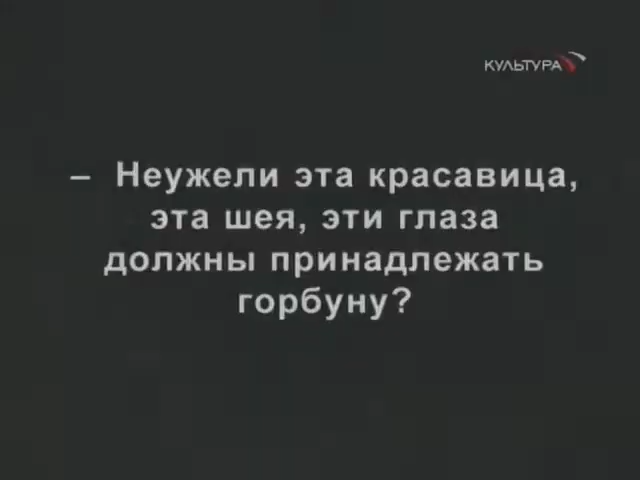 КУЛЬТУРА
– Неужели эта красавица,
эта шея, эти глаза
должны принадлежать
горбуну?